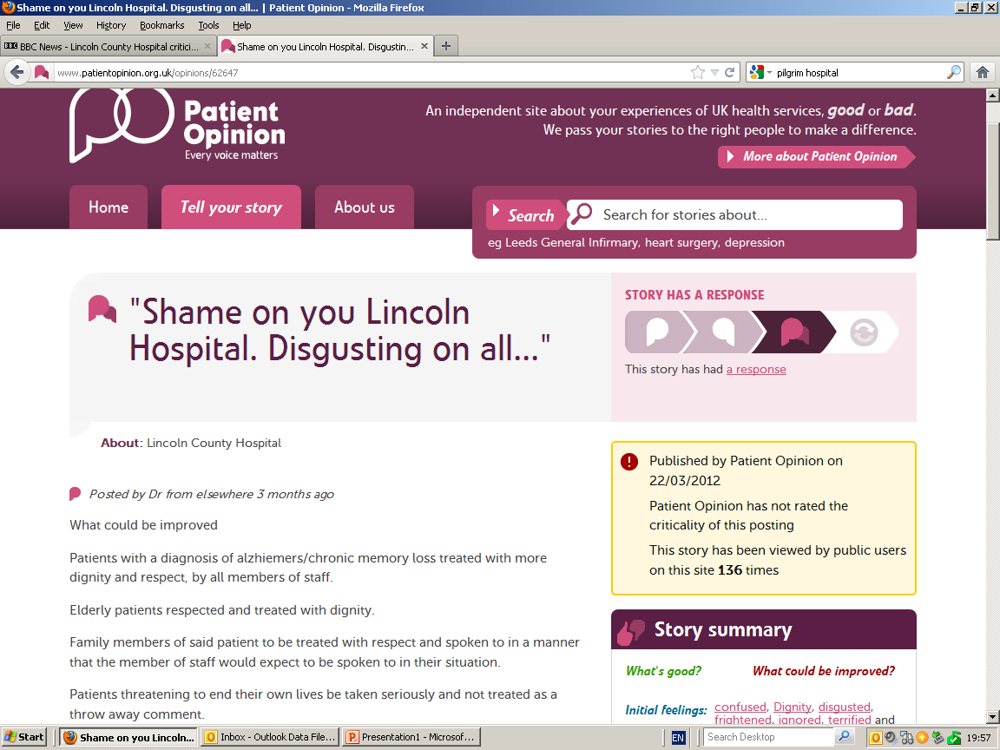 Shame on you Lincoln Hospital. Disgusting on all... | Patient Opinion - Mozilla Firefox
File Edit View History Bookmarks Tools Help
BBC BBC News - Lincoln County Hospital critici... × Shame on you Lincoln Hospital. Disgustin... × +
www.patientopinion.org.uk/opinions/62647 pilgrim hospital
Patient
Opinion
Every voice matters
An independent site about your experiences of UK health services, good or bad.
We pass your stories to the right people to make a difference.
More about Patient Opinion
Home Tell your story About us
Search Search for stories about...
eg Leeds General Infirmary, heart surgery, depression
"Shame on you Lincoln
Hospital. Disgusting on all..."
STORY HAS A RESPONSE
This story has had a response
About: Lincoln County Hospital
Posted by Dr from elsewhere 3 months ago
What could be improved
Patients with a diagnosis of alzhiemers/chronic memory loss treated with more
dignity and respect, by all members of staff.
Elderly patients respected and treated with dignity.
Family members of said patient to be treated with respect and spoken to in a manner
that the member of staff would expect to be spoken to in their situation.
Patients threatening to end their own lives be taken seriously and not treated as a
throw away comment.
! Published by Patient Opinion on
22/03/2012
Patient Opinion has not rated the
criticality of this posting
This story has been viewed by public users
on this site 136 times
Story summary
What's good? What could be improved?
Initial feelings: confused, Dignity, disgusted,
frightened, ignored, terrified and
Start Shame on you Lincoln... Inbox - Outlook Data File... Presentation1 - Microsof... EN Search Desktop 19:57